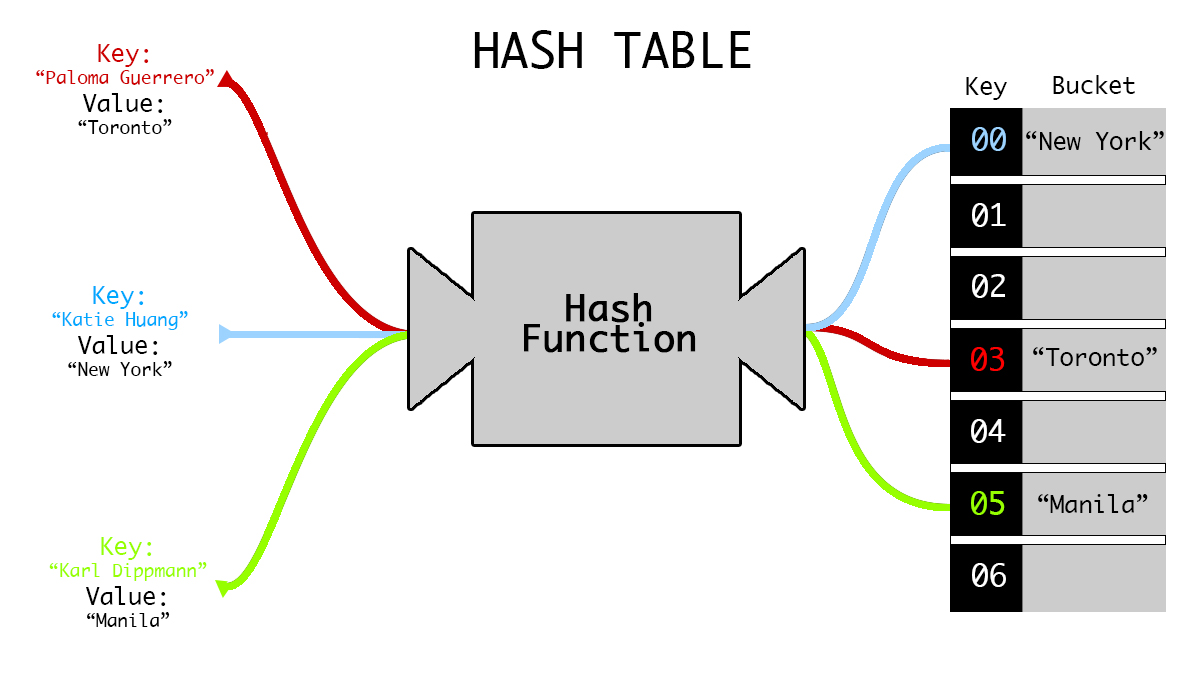 HASH TABLE
Key:
“Paloma Guerrero”
Value:
“Toronto”
Key:
“Katie Huang”
Value:
“New York”
Key:
“Karl Dippmann”
Value:
“Manila”
Hash
Function
Key Bucket
00 “New York”
01
02
03 “Toronto”
04
05 “Manila”
06